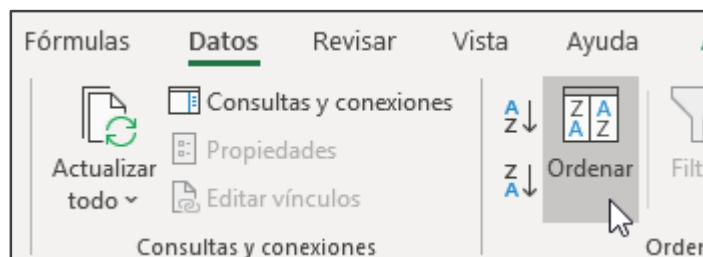 Fórmulas Datos Revisar Vista Ayuda
Consultas y conexiones
Propiedades
Editar vínculos
Actualizar
todo
A
Z
Z
A
Z A
A Z
Ordenar
Consultas y conexiones